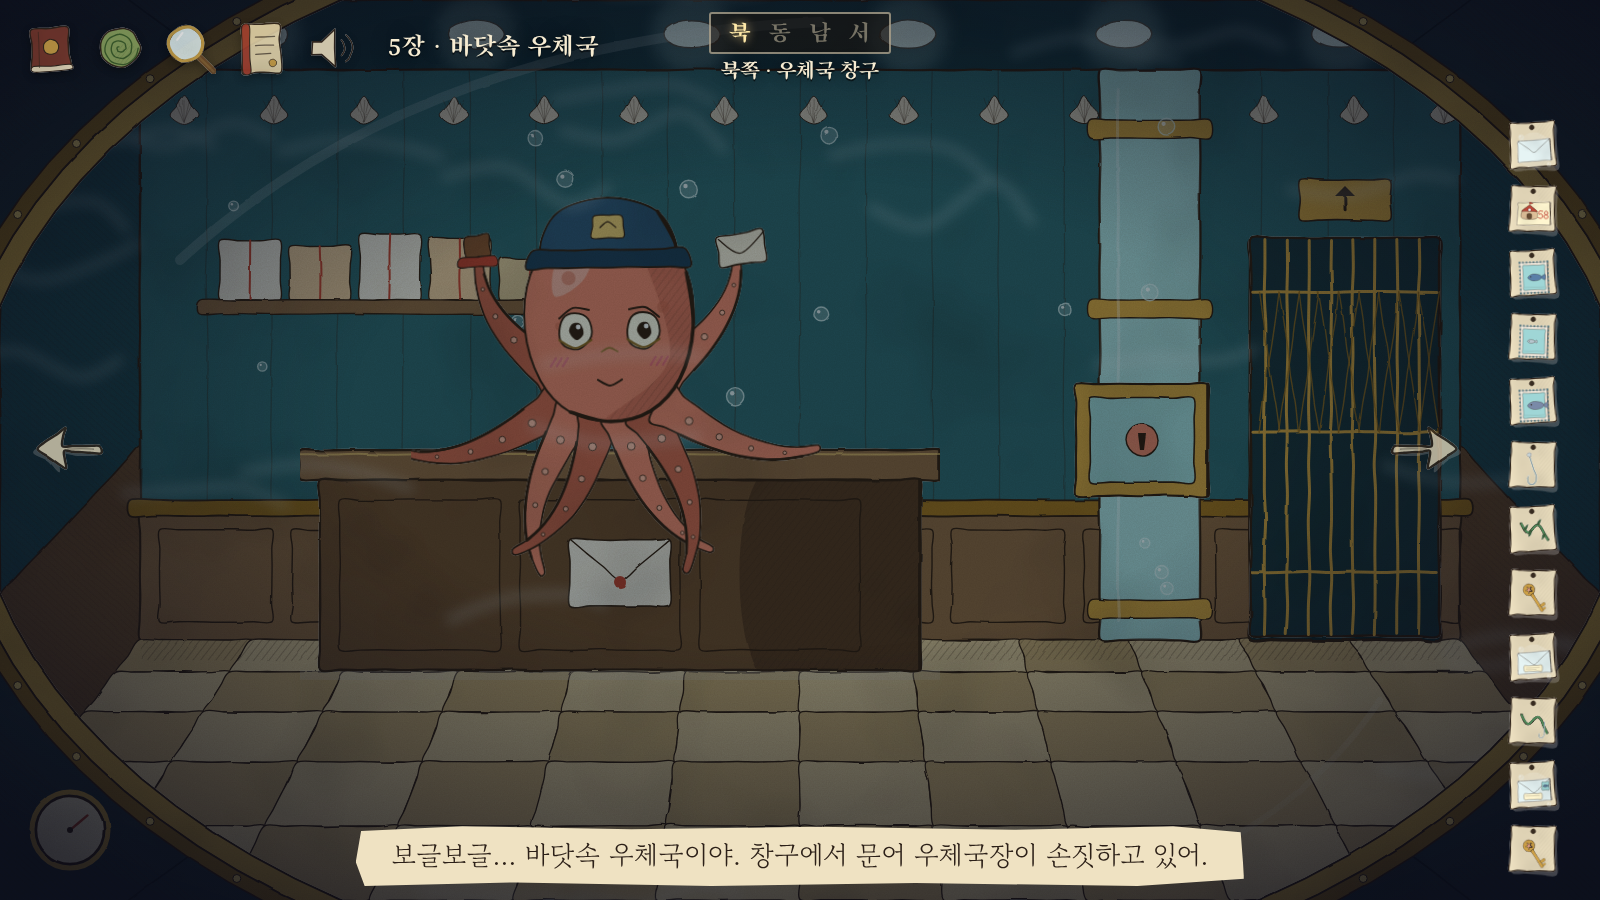 5장 · 바닷속 우체국
북 동 남 서
북쪽 · 우체국 창구
58
보글보글... 바닷속 우체국이야. 창구에서 문어 우체국장이 손짓하고 있어.